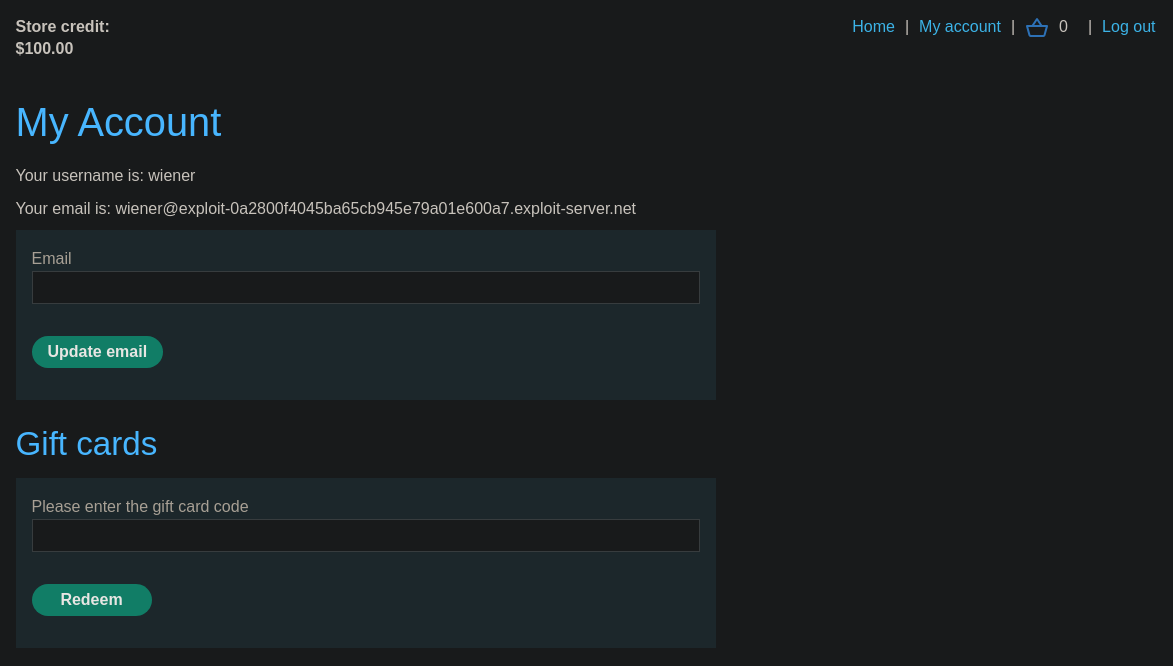 Store credit:
$100.00
Home | My account | 0 | Log out
My Account
Your username is: wiener
Your email is: wiener@exploit-0a2800f4045ba65cb945e79a01e600a7.exploit-server.net
Email
Update email
Gift cards
Please enter the gift card code
Redeem